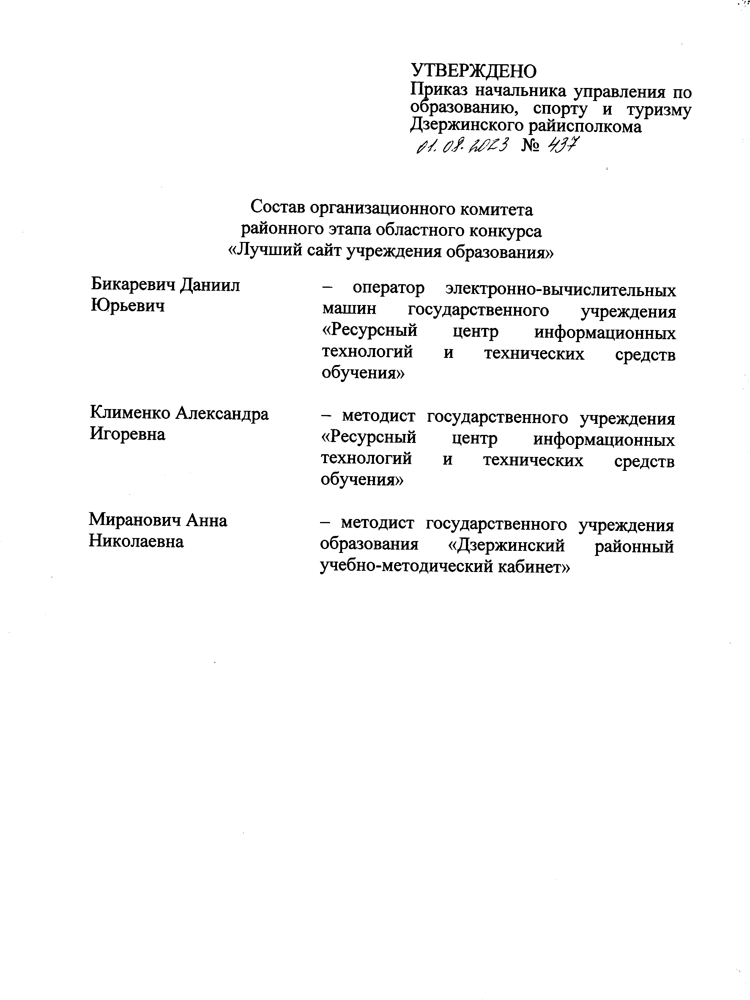 УТВЕРЖДЕНО
Приказ начальника управления по
образованию, спорту и туризму
Дзержинского райисполкома
01.08.2023 № 437
Состав организационного комитета
районного этапа областного конкурса
«Лучший сайт учреждения образования»
Бикаревич Даниил
Юрьевич
– оператор электронно-вычислительных
машин государственного учреждения
«Ресурсный центр информационных
технологий и технических средств
обучения»
Клименко Александра
Игоревна
– методист государственного учреждения
«Ресурсный центр информационных
технологий и технических средств
обучения»
Миранович Анна
Николаевна
– методист государственного учреждения
образования «Дзержинский районный
учебно-методический кабинет»